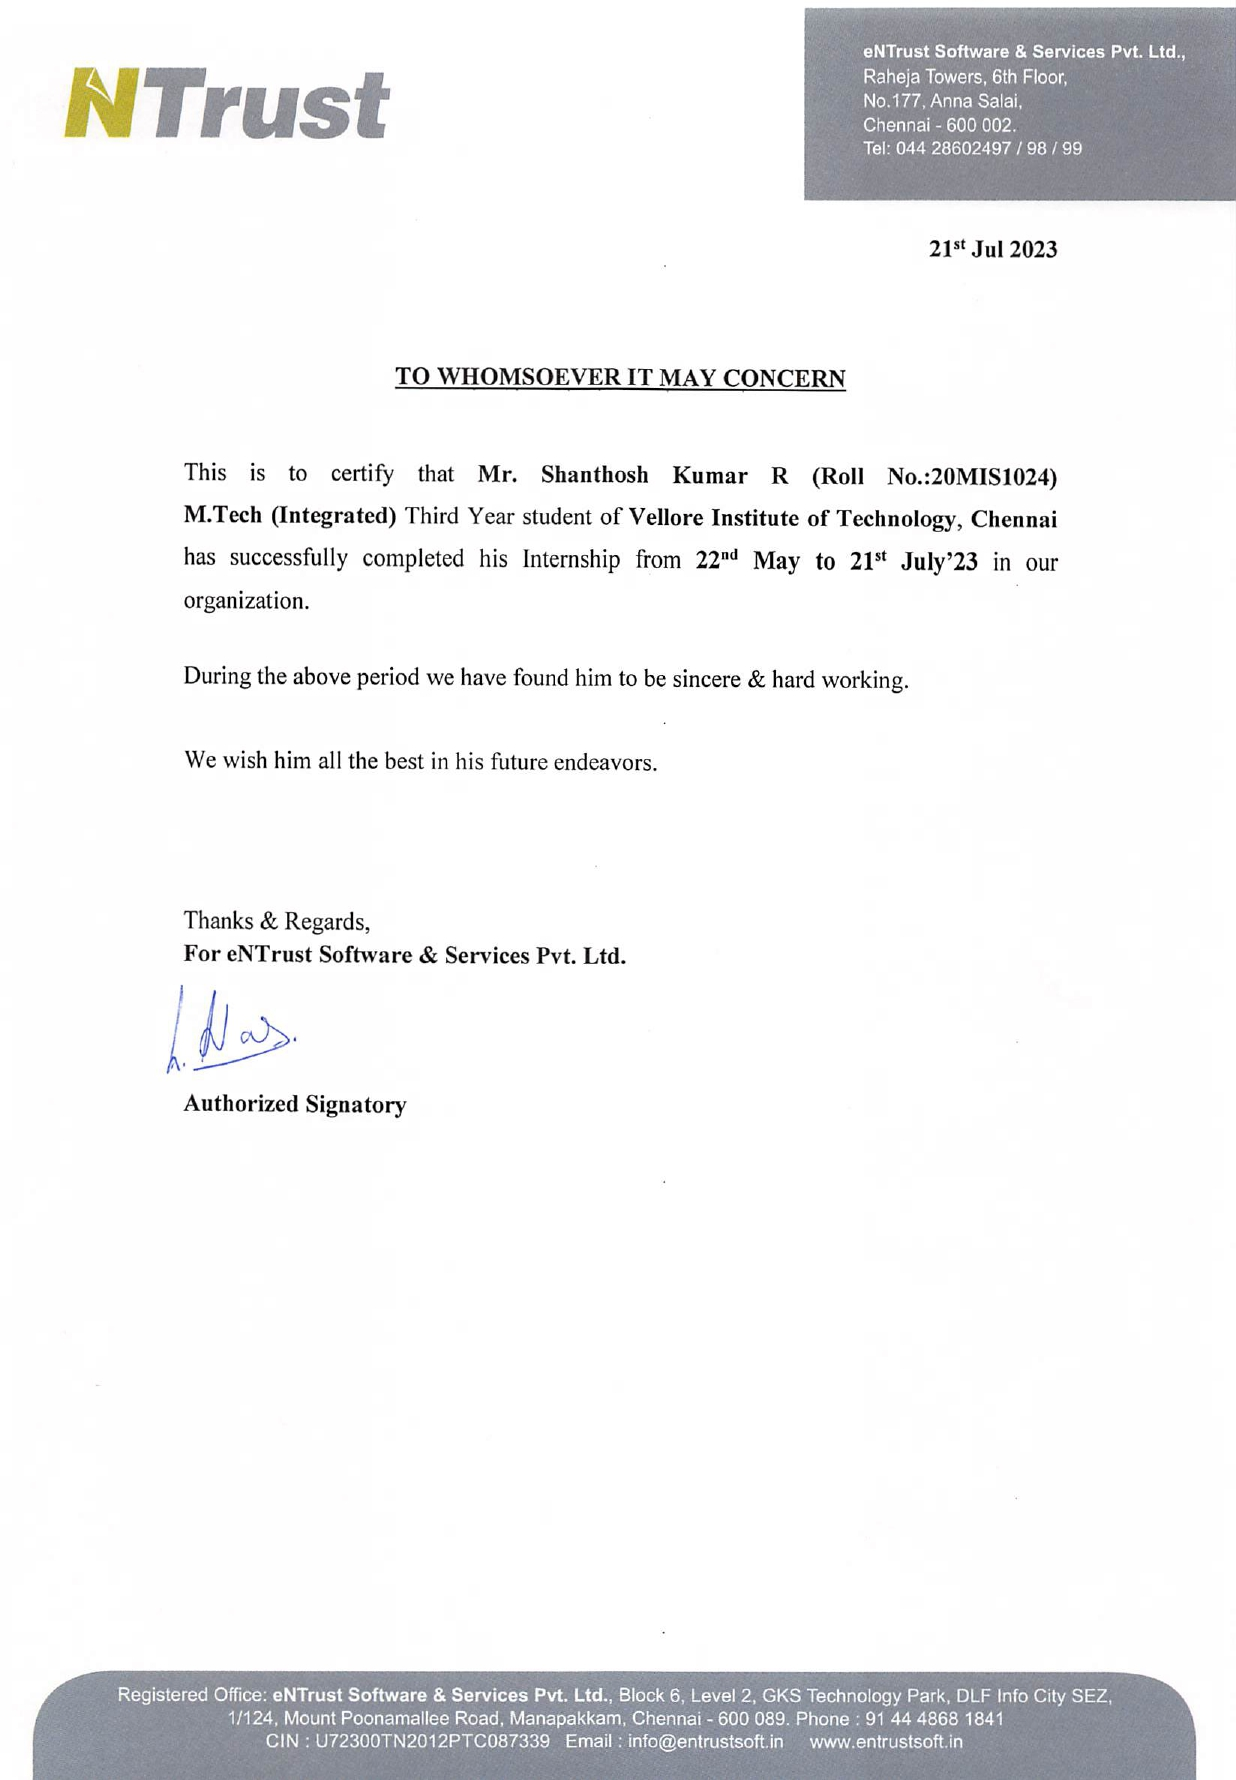 NTrust
eNTrust Software & Services Pvt. Ltd.,
Raheja Towers, 6th Floor,
No.177, Anna Salai,
Chennai - 600 002.
Tel: 044 28602497 / 98 / 99
21st Jul 2023
TO WHOMSOEVER IT MAY CONCERN
This is to certify that Mr. Shanthosh Kumar R (Roll No.:20MIS1024)
M.Tech (Integrated) Third Year student of Vellore Institute of Technology, Chennai
has successfully completed his Internship from 22nd May to 21st July'23 in our
organization.
During the above period we have found him to be sincere & hard working.
We wish him all the best in his future endeavors.
Thanks & Regards,
For eNTrust Software & Services Pvt. Ltd.
Authorized Signatory
Registered Office: eNTrust Software & Services Pvt. Ltd., Block 6, Level 2, GKS Technology Park, DLF Info City SEZ,
1/124, Mount Poonamallee Road, Manapakkam, Chennai - 600 089. Phone : 91 44 4868 1841
CIN : U72300TN2012PTC087339 Email : info@entrustsoft.in www.entrustsoft.in